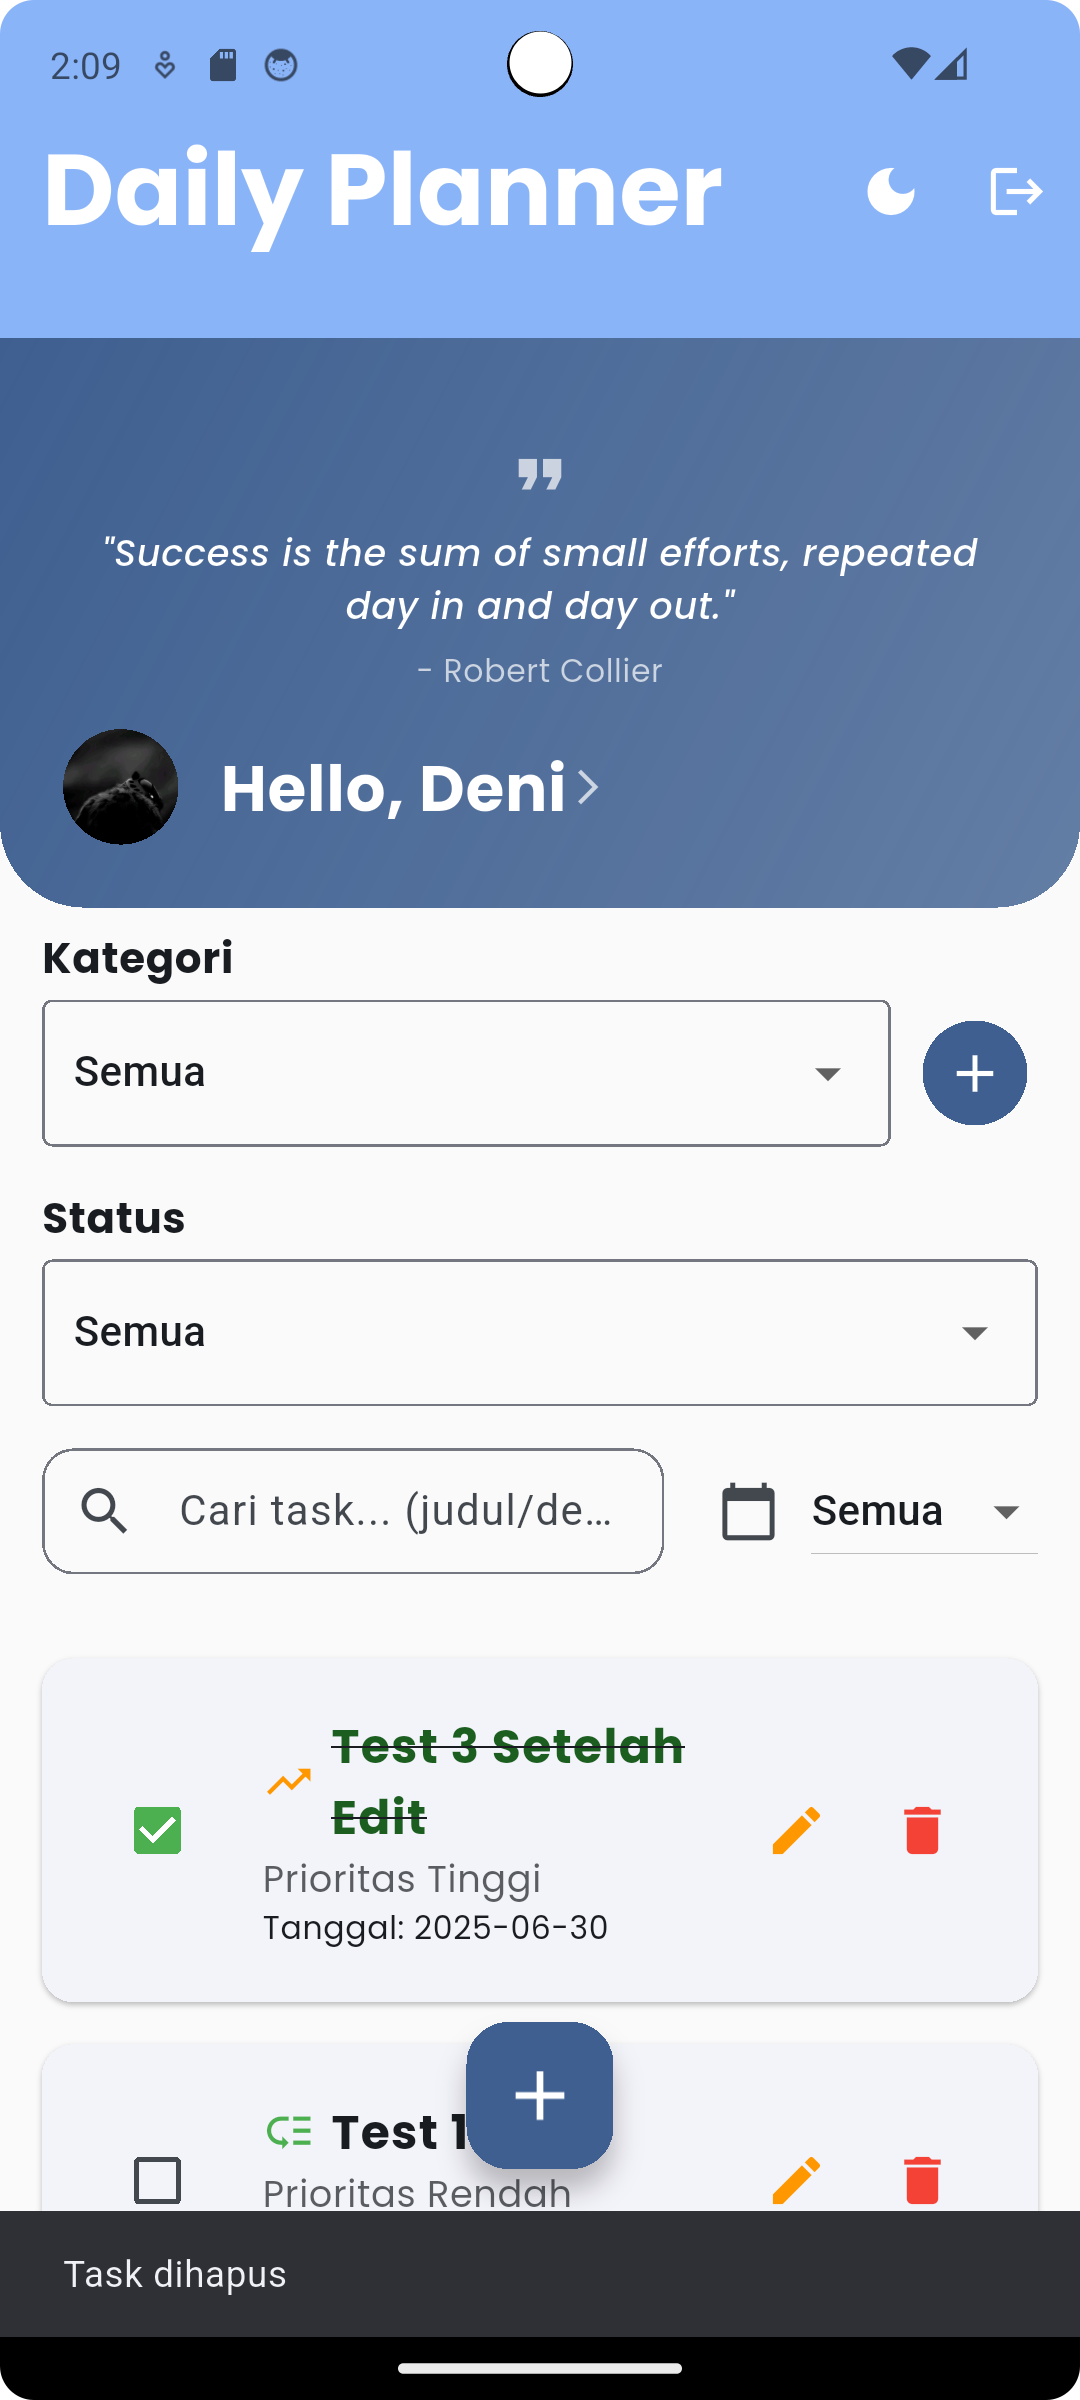 2:09
Daily Planner
"Success is the sum of small efforts, repeated
day in and day out."
- Robert Collier
Hello, Deni
Kategori
Semua
Status
Semua
Cari task... (judul/de...
Semua
Test 3 Setelah
Edit
Prioritas Tinggi
Tanggal: 2025-06-30
Test 1
Prioritas Rendah
Task dihapus